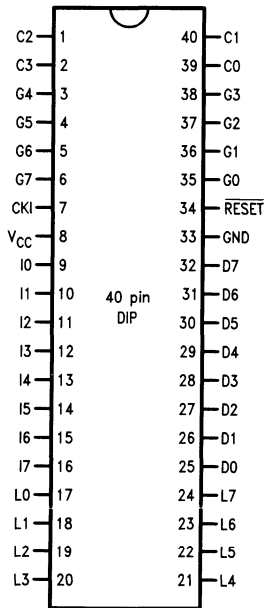 C2 1 40 C1
C3 2 39 C0
G4 3 38 G3
G5 4 37 G2
G6 5 36 G1
G7 6 35 G0
CKI 7 34 RESET
VCC 8 33 GND
I0 9 32 D7
I1 10 40 pin 31 D6
I2 11 DIP 30 D5
I3 12 29 D4
I4 13 28 D3
I5 14 27 D2
I6 15 26 D1
I7 16 25 D0
L0 17 24 L7
L1 18 23 L6
L2 19 22 L5
L3 20 21 L4